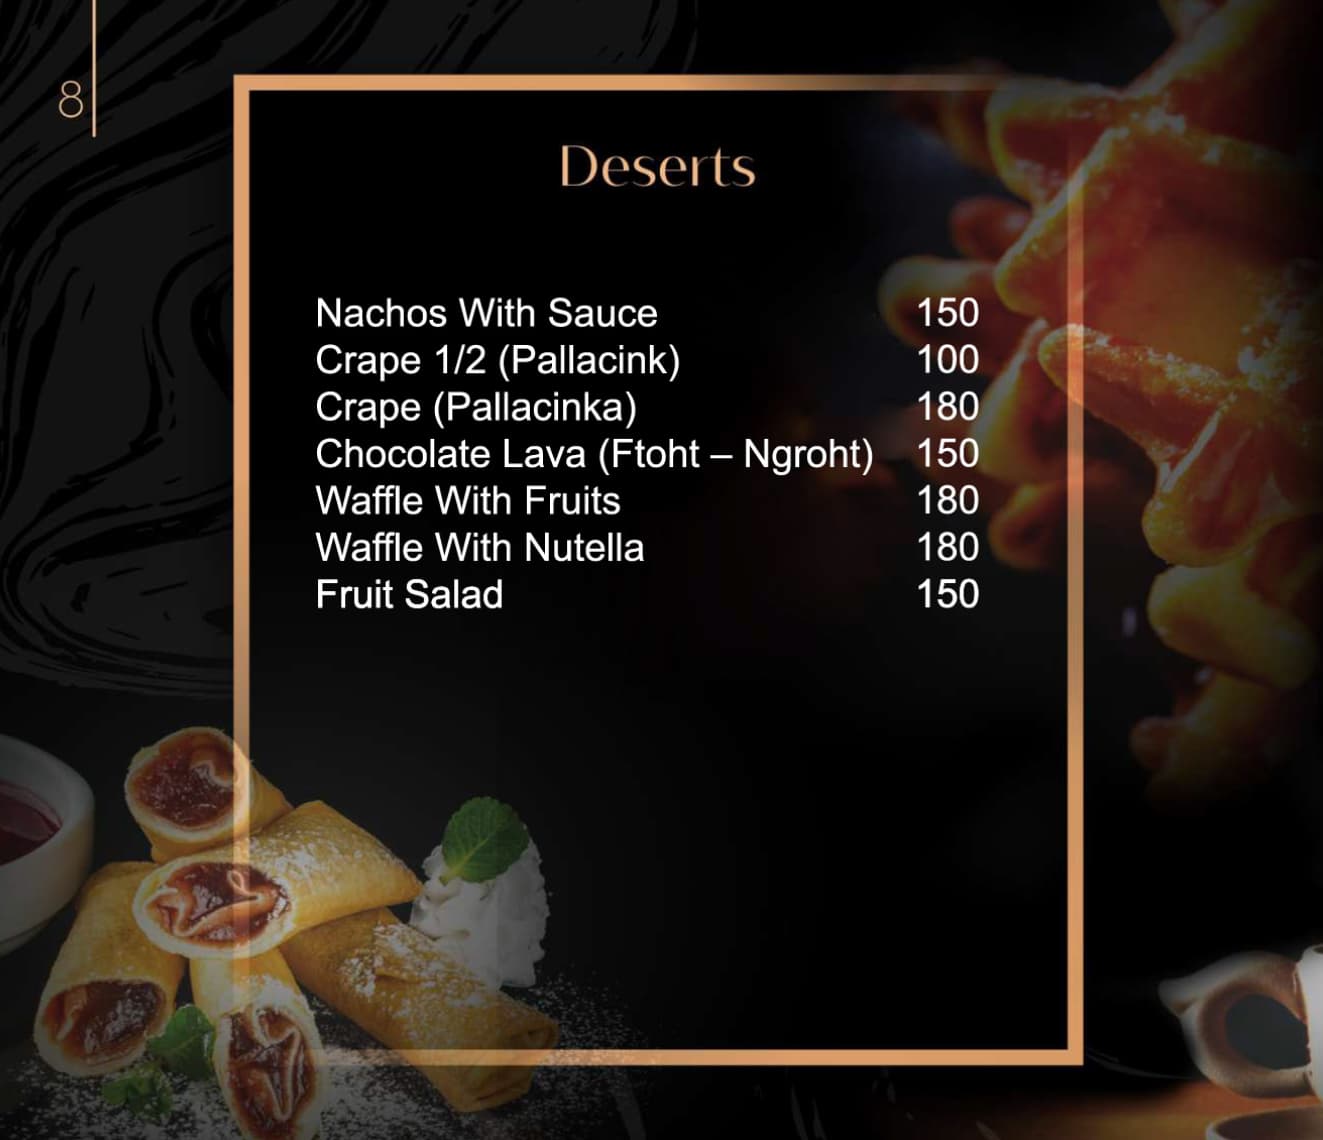 8
Deserts
Nachos With Sauce 150
Crape 1/2 (Pallacink) 100
Crape (Pallacinka) 180
Chocolate Lava (Ftoht – Ngroht) 150
Waffle With Fruits 180
Waffle With Nutella 180
Fruit Salad 150